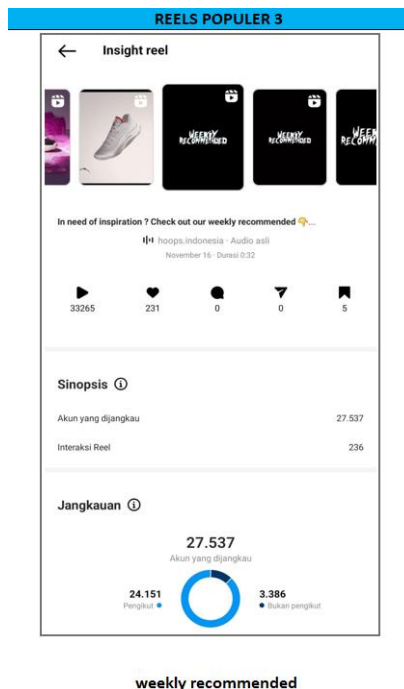 REELS POPULER 3
Insight reel
WEEKLY
RECOMMENDED
WEEKLY
RECOMMENDED
In need of inspiration ? Check out our weekly recommended 👇...
hoops.indonesia · Audio asli
November 16 · Durasi 0:32
33265 231 0 0 5
Sinopsis
Akun yang dijangkau 27.537
Interaksi Reel 236
Jangkauan
27.537
Akun yang dijangkau
24.151 3.386
Pengikut Bukan pengikut
weekly recommended